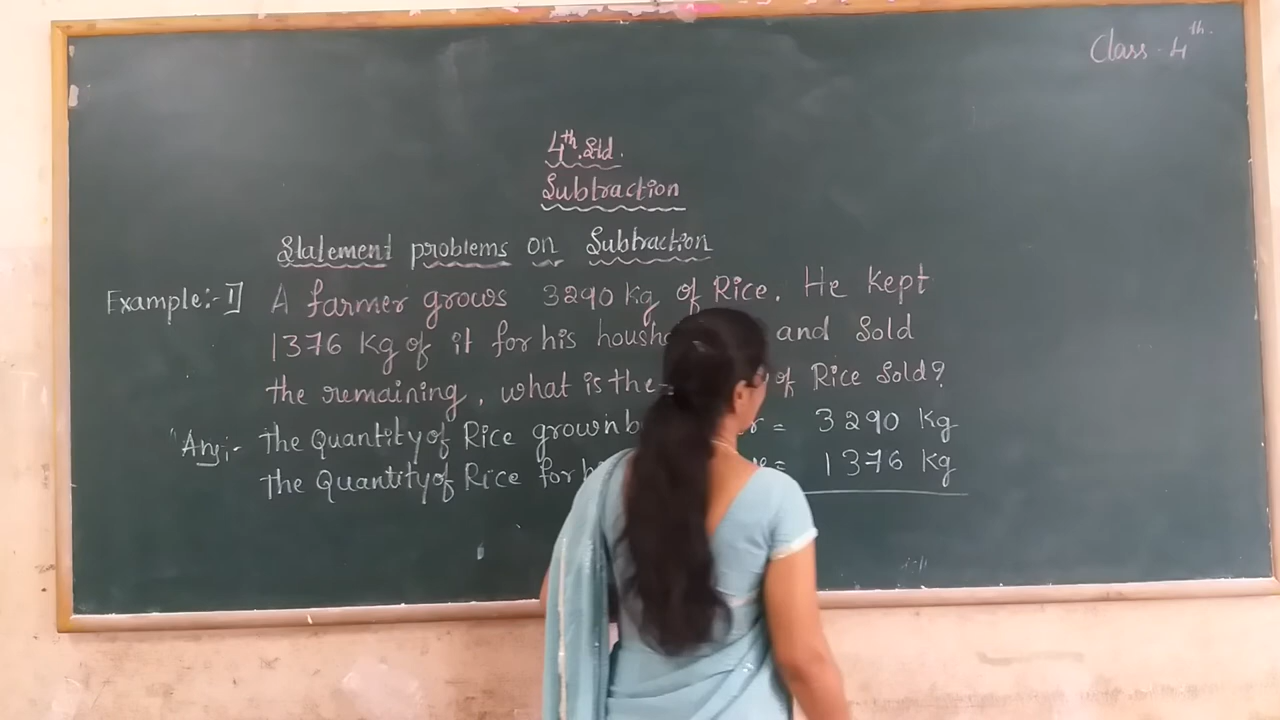 Class - 4th.
4th Std.
Subtraction
Statement problems on Subtraction
Example:- 1] A farmer grows 3290 kg of Rice. He kept
1376 kg of it for his and Sold
the remaining, what is the of Rice Sold?
Ans:- The Quantity of Rice grown = 3290 kg
The Quantity of Rice for = 1376 kg